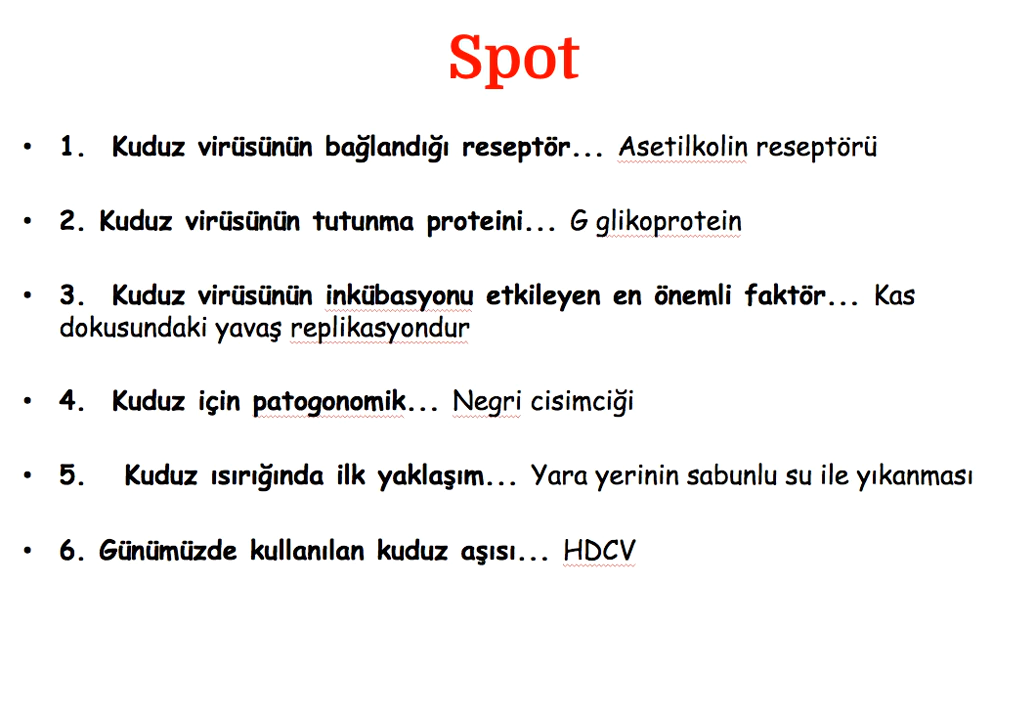 Spot
• 1. Kuduz virüsünün bağlandığı reseptör... Asetilkolin reseptörü
• 2. Kuduz virüsünün tutunma proteini... G glikoprotein
• 3. Kuduz virüsünün inkübasyonu etkileyen en önemli faktör... Kas
dokusundaki yavaş replikasyondur
• 4. Kuduz için patogonomik... Negri cisimciği
• 5. Kuduz ısırığında ilk yaklaşım... Yara yerinin sabunlu su ile yıkanması
• 6. Günümüzde kullanılan kuduz aşısı... HDCV